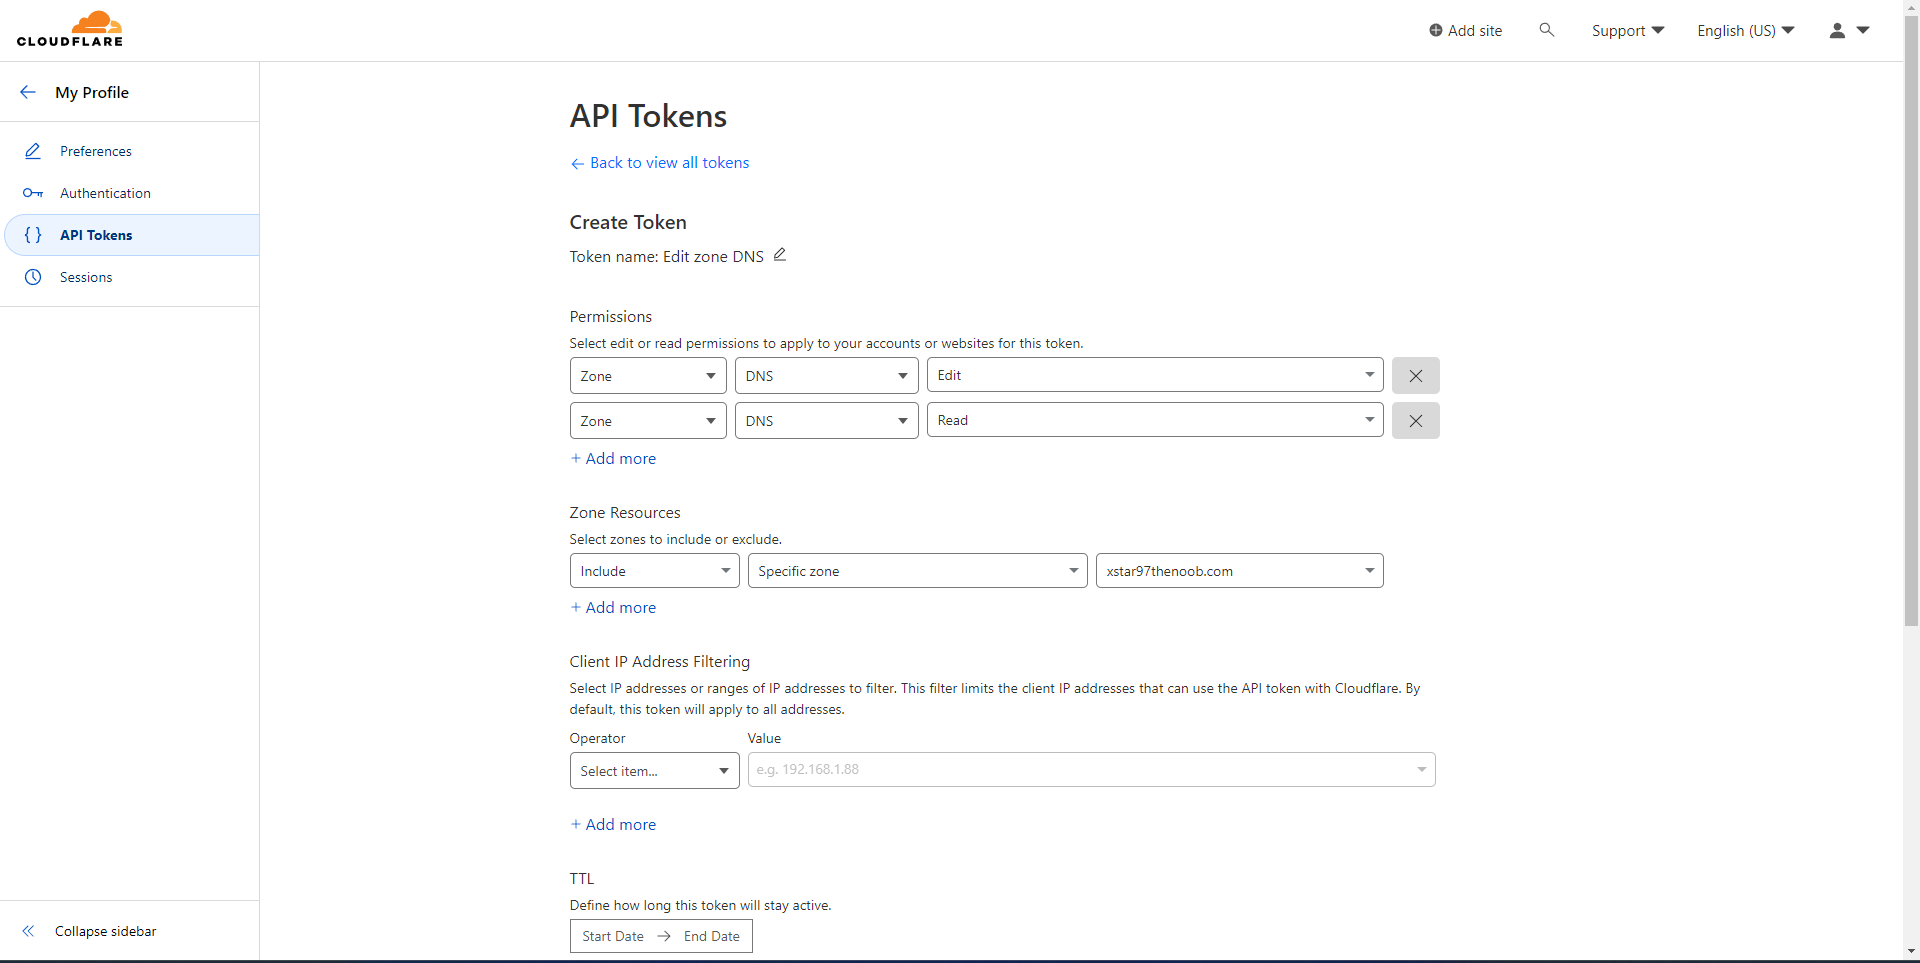 CLOUDFLARE
Add site
Support
English (US)
My Profile
Preferences
Authentication
API Tokens
Sessions
Collapse sidebar
API Tokens
← Back to view all tokens
Create Token
Token name: Edit zone DNS
Permissions
Select edit or read permissions to apply to your accounts or websites for this token.
Zone DNS Edit
Zone DNS Read
+ Add more
Zone Resources
Select zones to include or exclude.
Include Specific zone xstar97thenoob.com
+ Add more
Client IP Address Filtering
Select IP addresses or ranges of IP addresses to filter. This filter limits the client IP addresses that can use the API token with Cloudflare. By
default, this token will apply to all addresses.
Operator Value
Select item... e.g. 192.168.1.88
+ Add more
TTL
Define how long this token will stay active.
Start Date → End Date